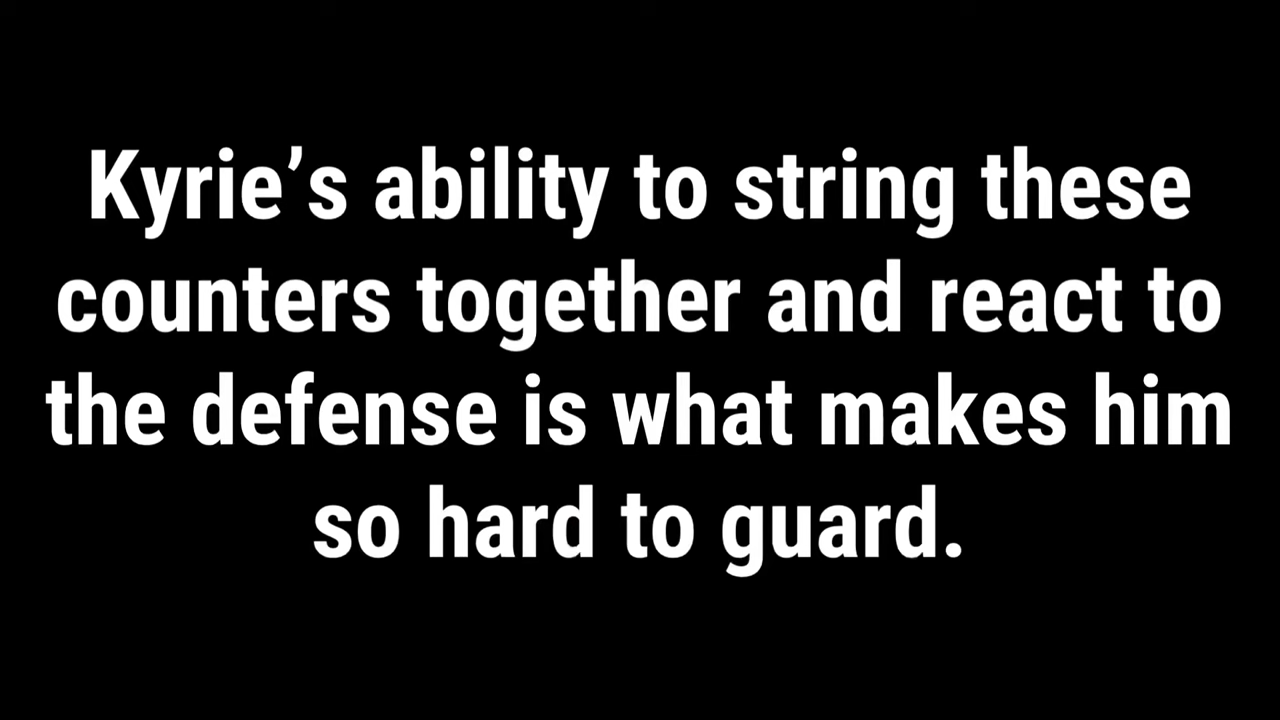 Kyrie’s ability to string these
counters together and react to
the defense is what makes him
so hard to guard.